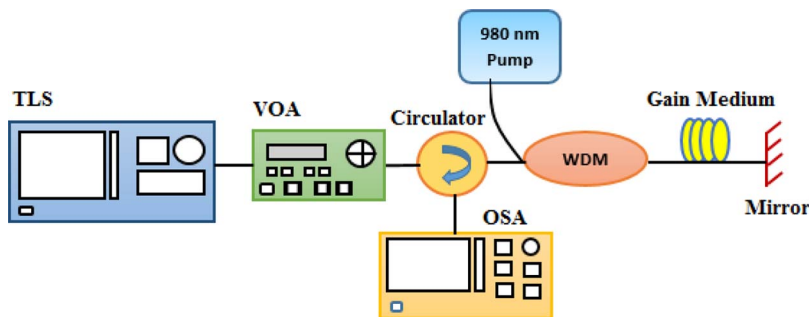 980 nm
Pump
TLS
VOA
Circulator
Gain Medium
WDM
OSA
Mirror